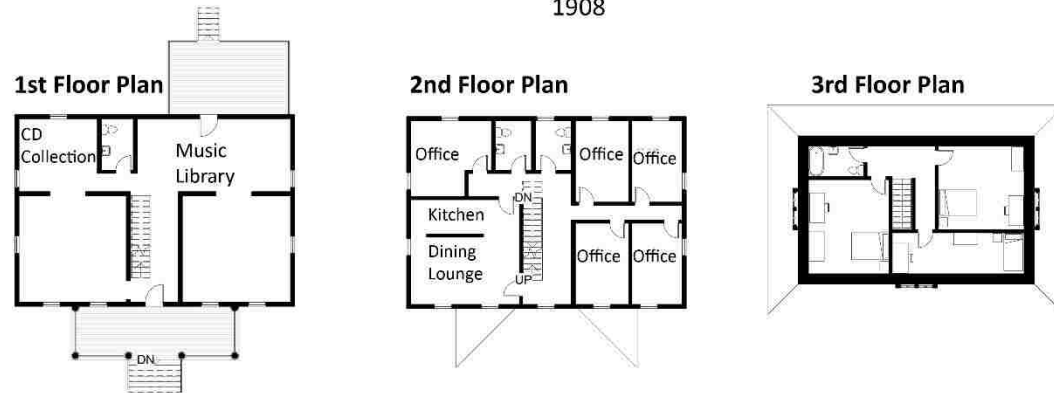 1908
1st Floor Plan
2nd Floor Plan
3rd Floor Plan
CD
Collection
Music
Library
DN
Office
Office
Office
DN
Kitchen
Dining
Lounge
UP
Office
Office